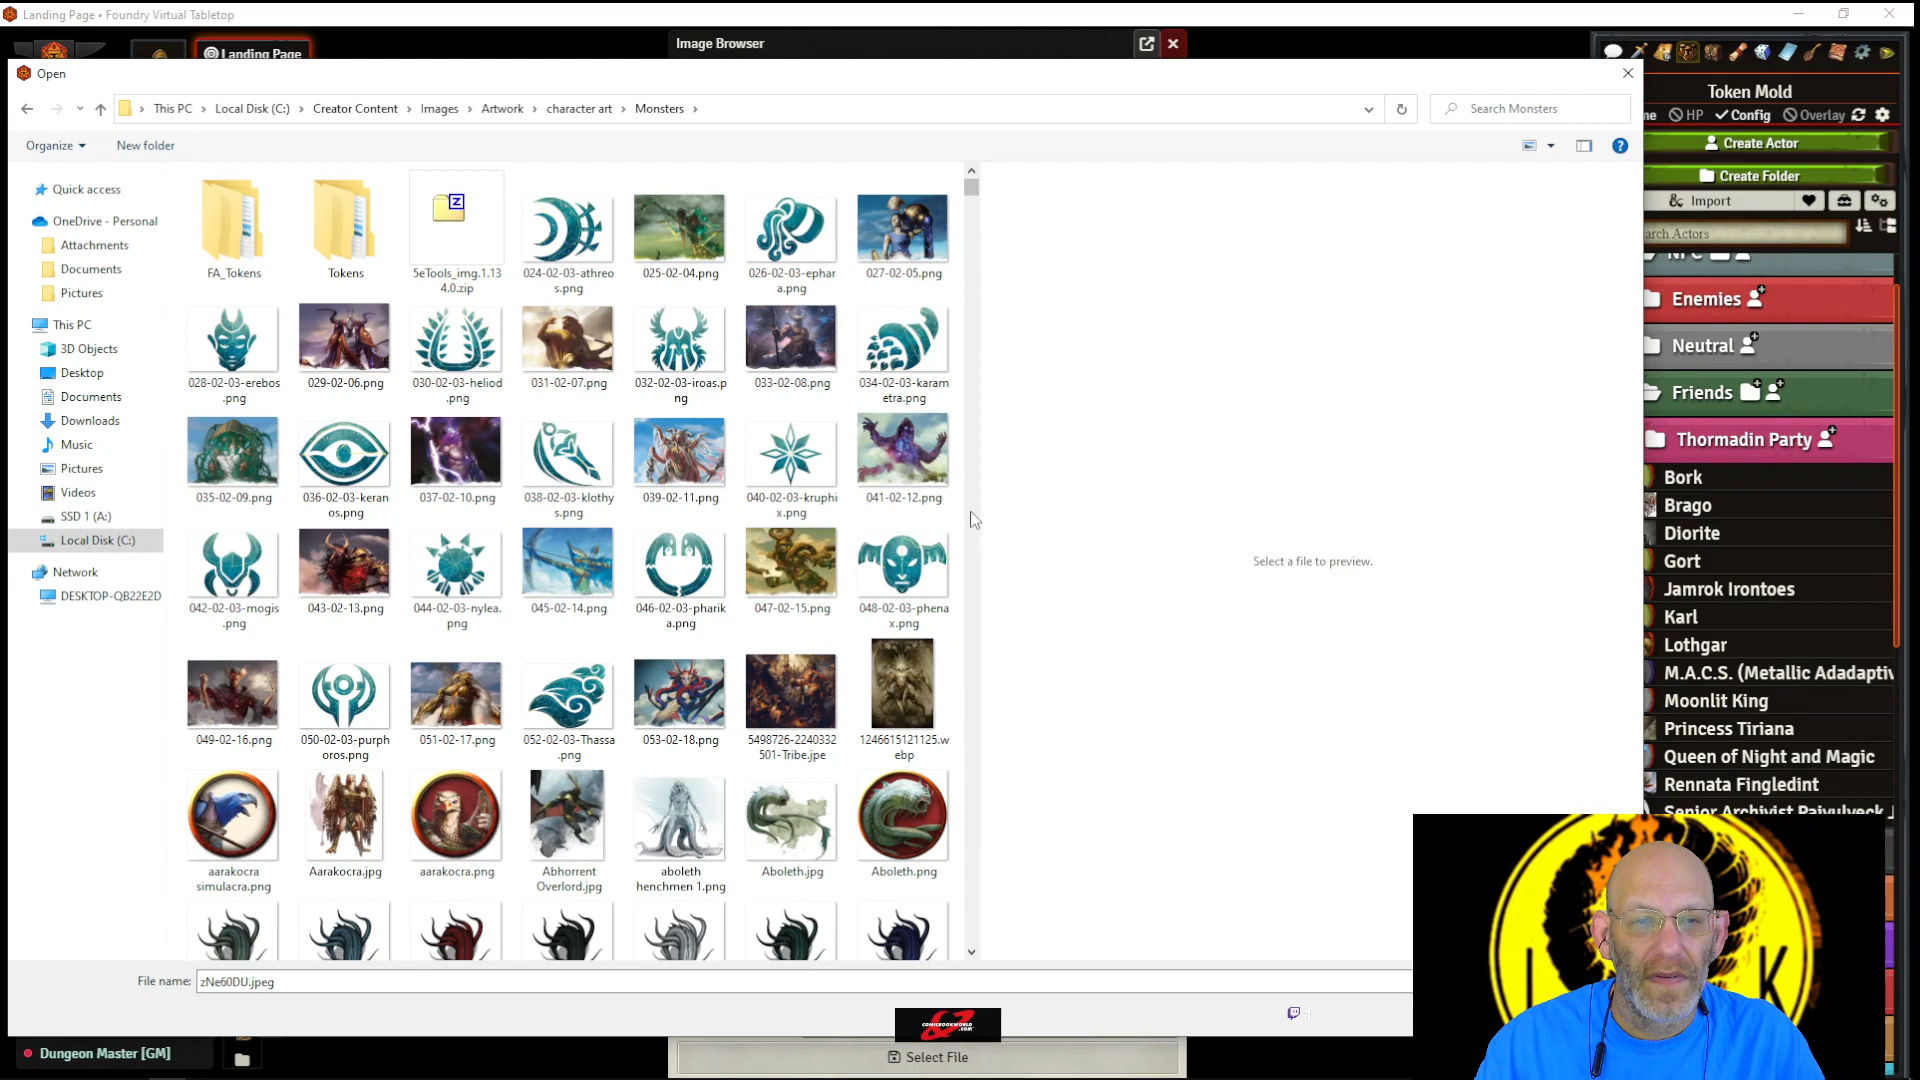 Landing Page • Foundry Virtual Tabletop
Landing Page
Image Browser
Open
This PC
Local Disk (C:)
Creator Content
Images
Artwork
character art
Monsters
Search Monsters
Organize
New folder
Quick access
OneDrive - Personal
Attachments
Documents
Pictures
This PC
3D Objects
Desktop
Documents
Downloads
Music
Pictures
Videos
SSD 1 (A:)
Local Disk (C:)
Network
DESKTOP-QB22E2D
FA_Tokens
Tokens
5eTools_img.1.13
4.0.zip
024-02-03-athreo
s.png
025-02-04.png
026-02-03-ephar
a.png
027-02-05.png
028-02-03-erebos
.png
029-02-06.png
030-02-03-heliod
.png
031-02-07.png
032-02-03-iroas.p
ng
033-02-08.png
034-02-03-karam
etra.png
035-02-09.png
036-02-03-keran
os.png
037-02-10.png
038-02-03-klothy
s.png
039-02-11.png
040-02-03-kruphi
x.png
041-02-12.png
042-02-03-mogis
.png
043-02-13.png
044-02-03-nylea.
png
045-02-14.png
046-02-03-pharik
a.png
047-02-15.png
048-02-03-phena
x.png
049-02-16.png
050-02-03-purph
oros.png
051-02-17.png
052-02-03-Thassa
.png
053-02-18.png
5498726-2240332
501-Tribe.jpe
1246615121125.w
ebp
aarakocra
simulacra.png
Aarakocra.jpg
aarakocra.png
Abhorrent
Overlord.jpg
aboleth
henchmen 1.png
Aboleth.jpg
Aboleth.png
Select a file to preview.
File name:
zNe60DU.jpeg
COMICBOOKWORLD
.COM
1
Select File
Dungeon Master [GM]
Token Mold
me
HP
Config
Overlay
Create Actor
Create Folder
Import
arch Actors
NPC
Enemies
Neutral
Friends
Thormadin Party
Bork
Brago
Diorite
Gort
Jamrok Irontoes
Karl
Lothgar
M.A.C.S. (Metallic Adadaptiv
Moonlit King
Princess Tiriana
Queen of Night and Magic
Rennata Fingledint
Senior Archivist
K